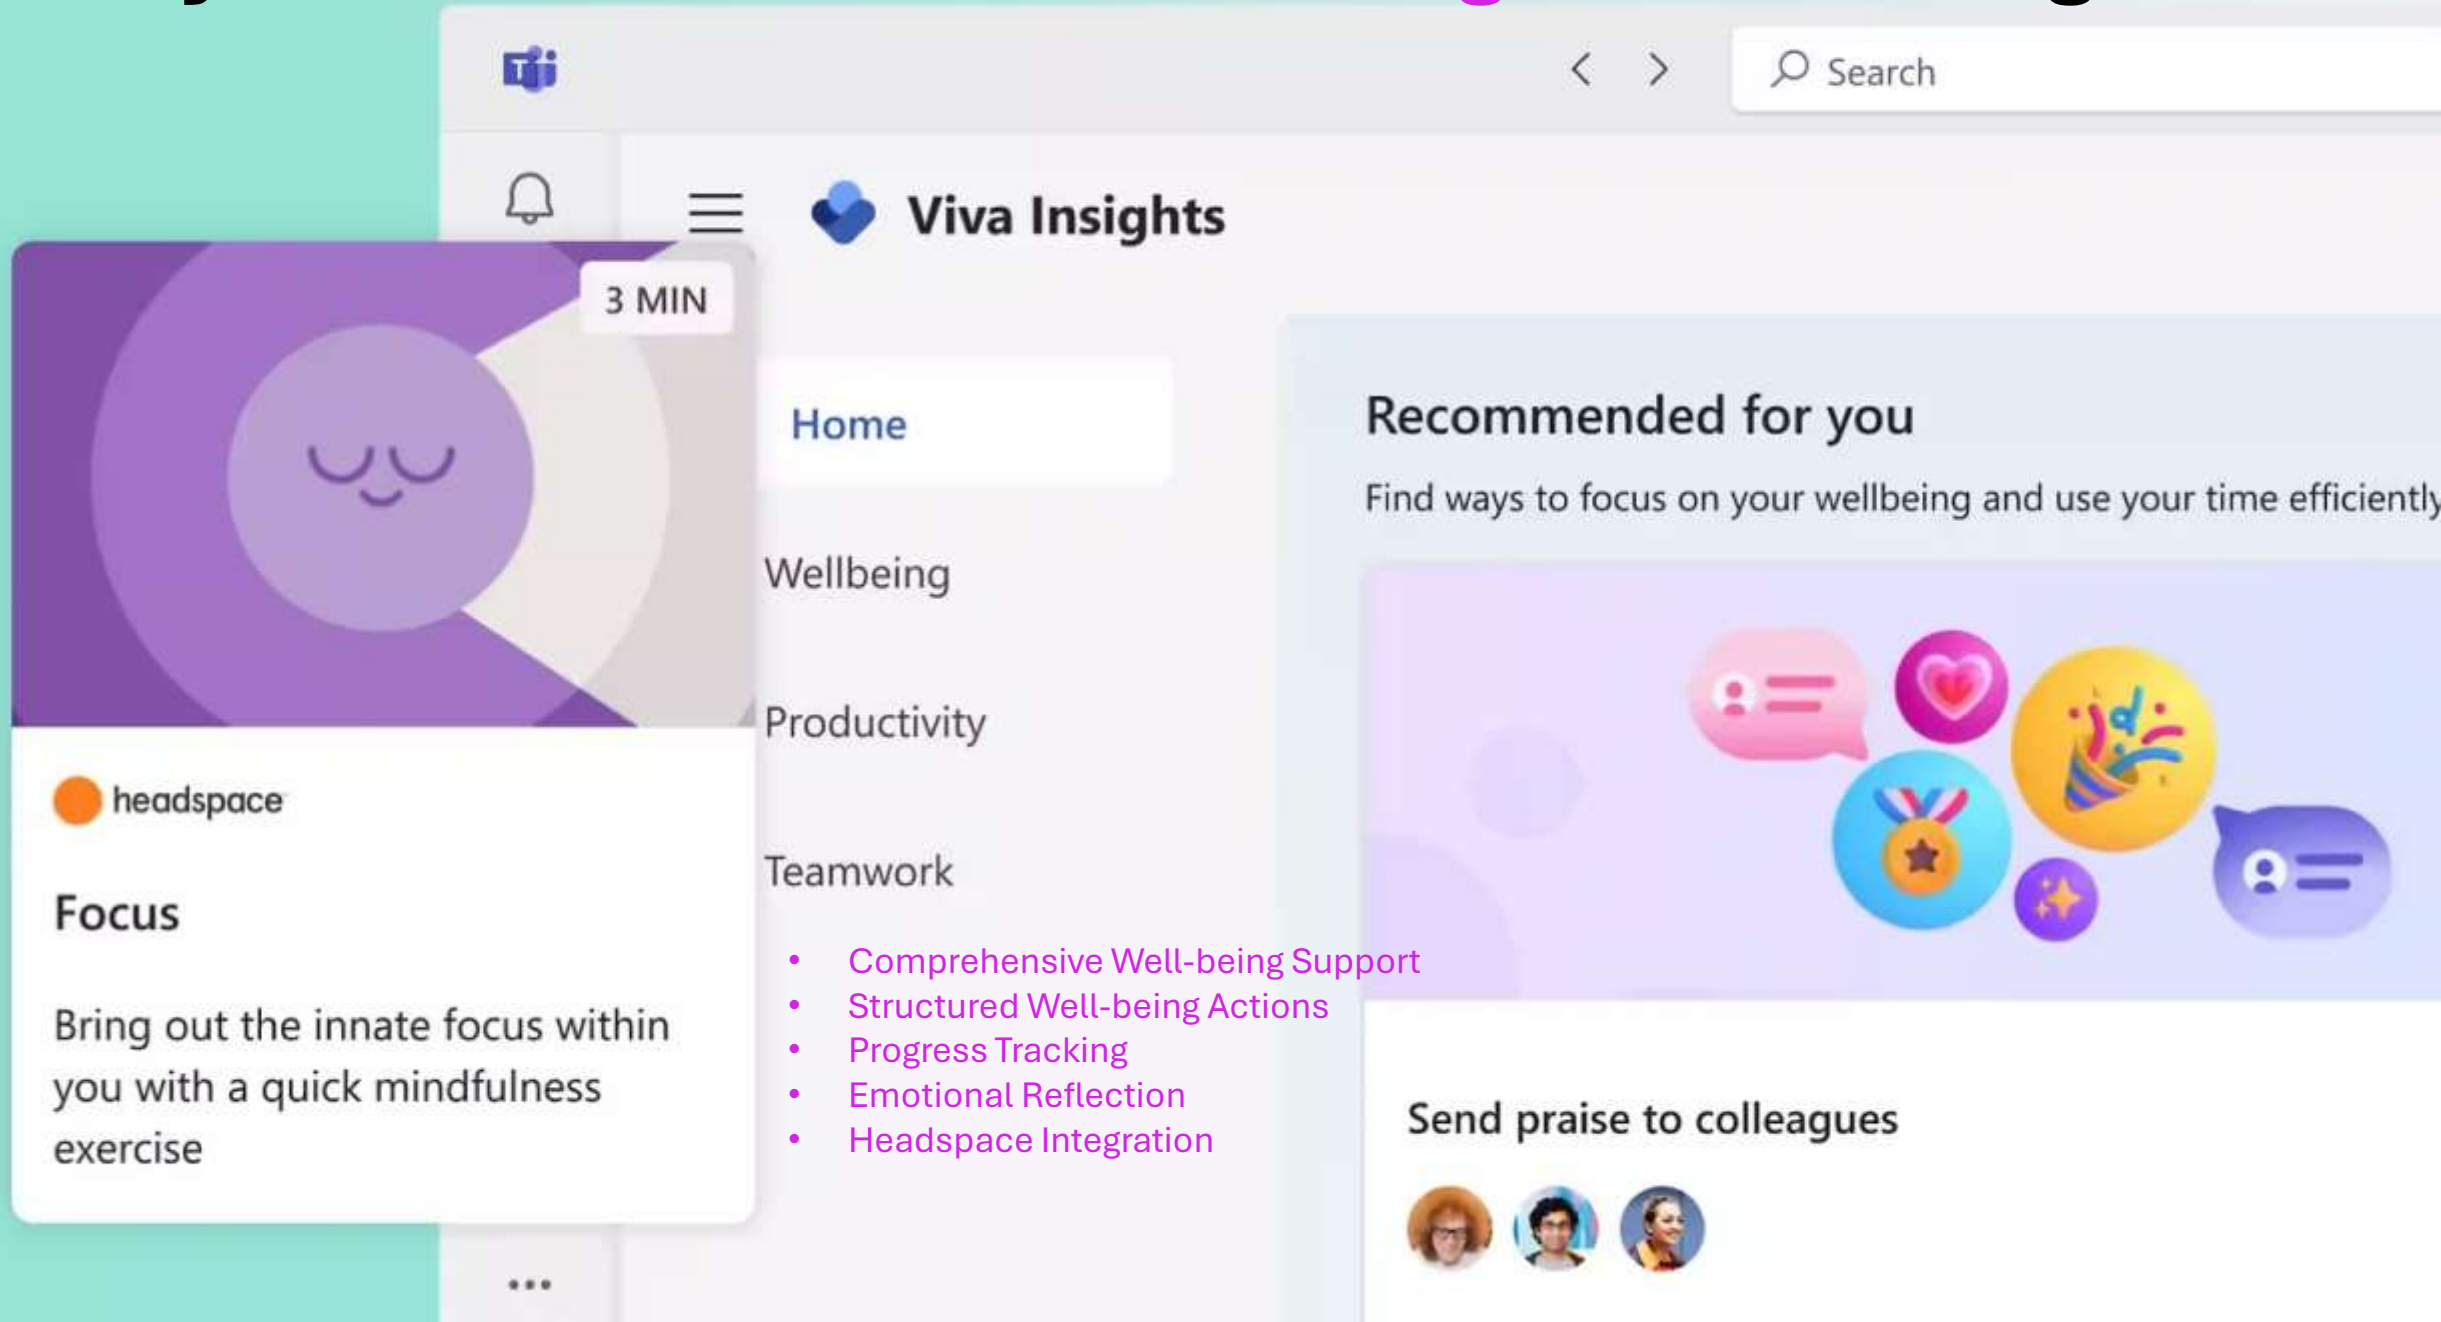 Search
Viva Insights
3 MIN
Home
Wellbeing
Productivity
Teamwork
headspace
Focus
Bring out the innate focus within
you with a quick mindfulness
exercise
• Comprehensive Well-being Support
• Structured Well-being Actions
• Progress Tracking
• Emotional Reflection
• Headspace Integration
Recommended for you
Find ways to focus on your wellbeing and use your time efficiently
Send praise to colleagues